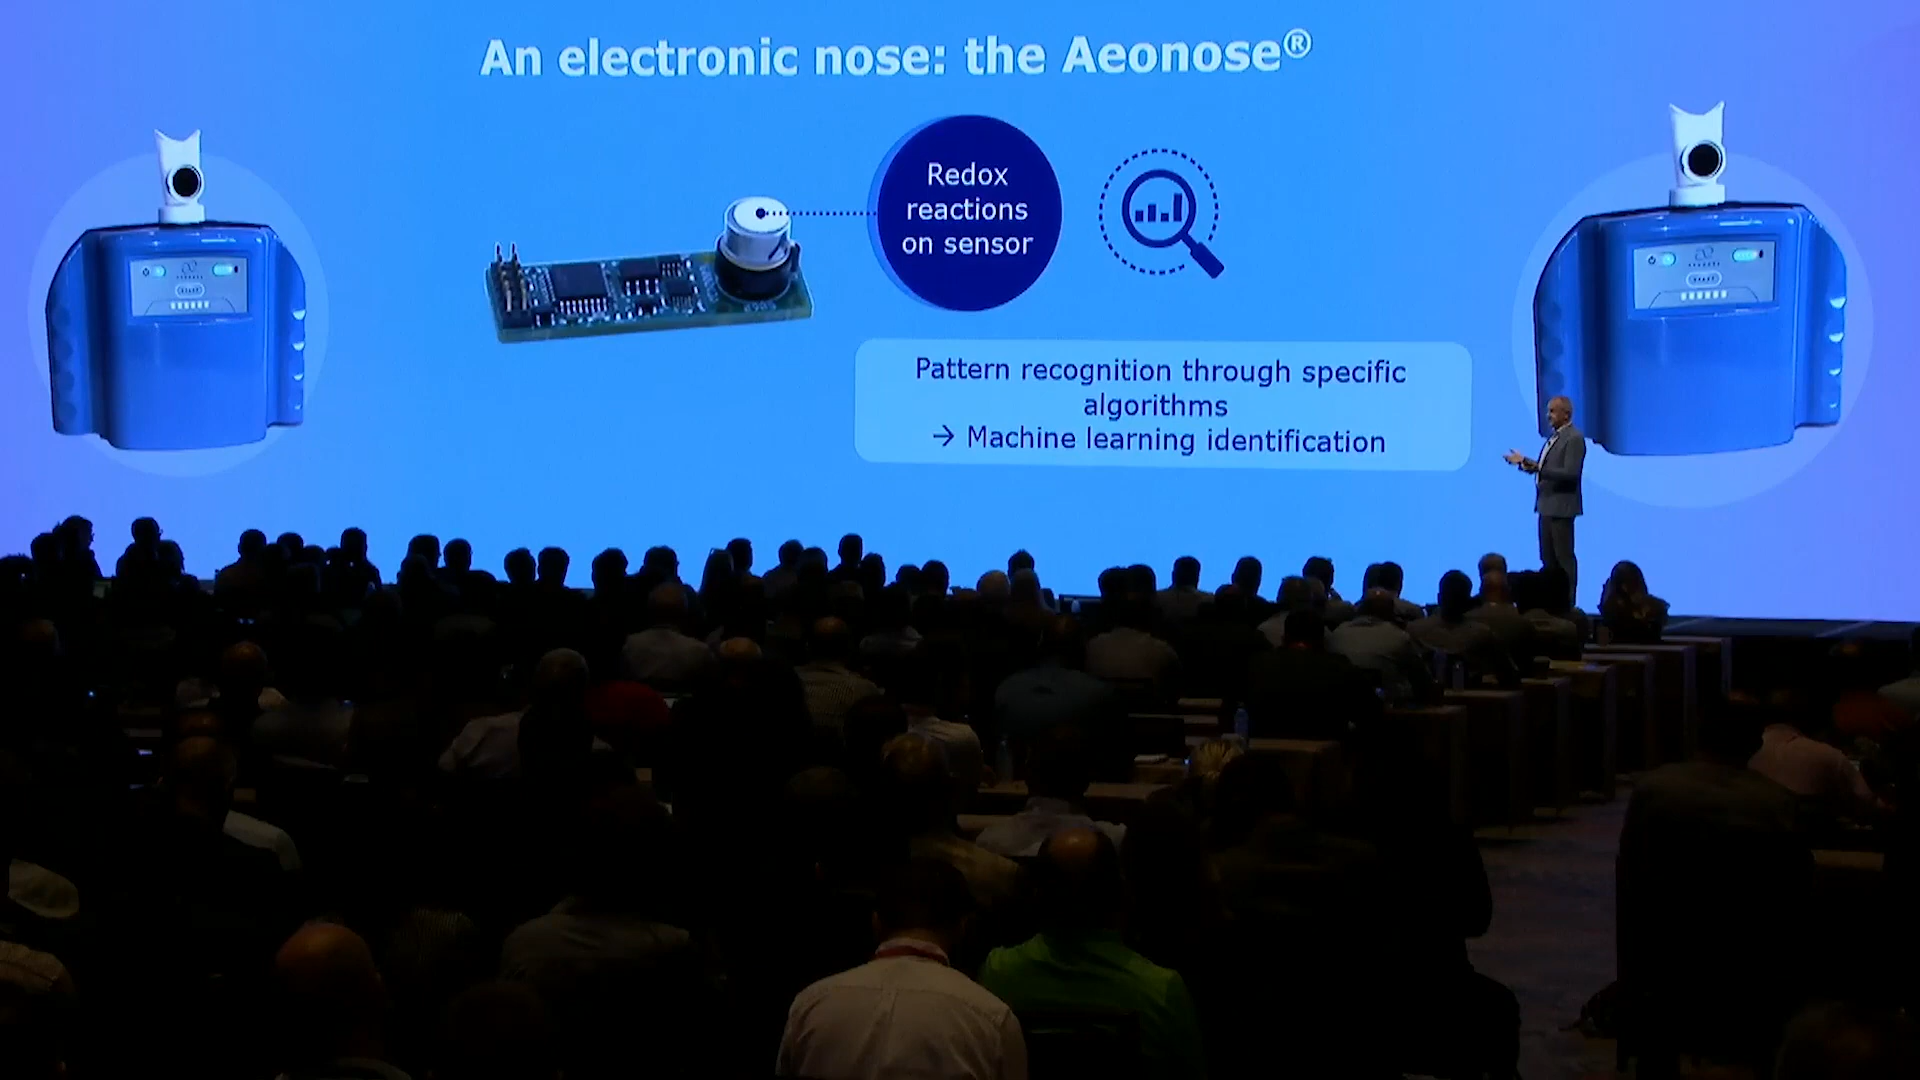 An electronic nose: the Aeonose®
Redox
reactions
on sensor
Pattern recognition through specific
algorithms
→ Machine learning identification